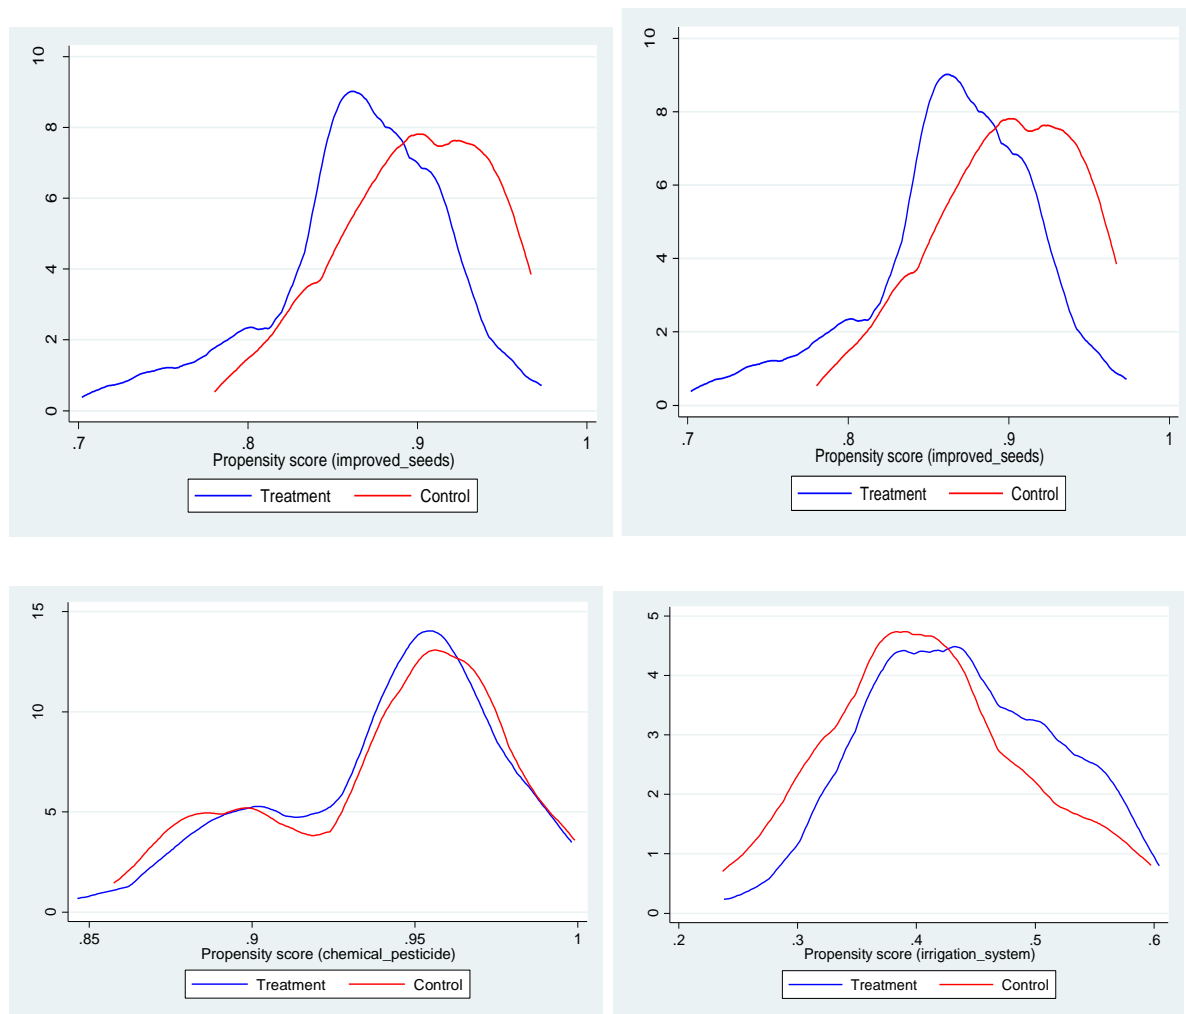 10
8
6
4
2
0
.7 .8 .9 1
Propensity score (improved_seeds)
Treatment Control
10
8
6
4
2
0
.7 .8 .9 1
Propensity score (improved_seeds)
Treatment Control
15
10
5
0
.85 .9 .95 1
Propensity score (chemical_pesticide)
Treatment Control
5
4
3
2
1
0
.2 .3 .4 .5 .6
Propensity score (irrigation_system)
Treatment Control